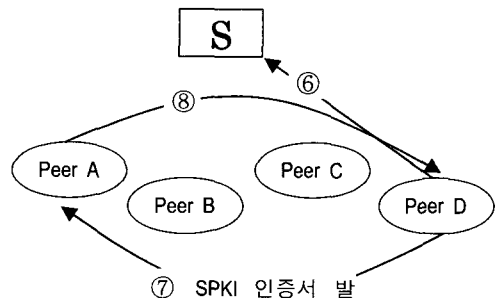 S
⑥
⑧
Peer A
Peer C
Peer B
Peer D
⑦ SPKI 인증서 발